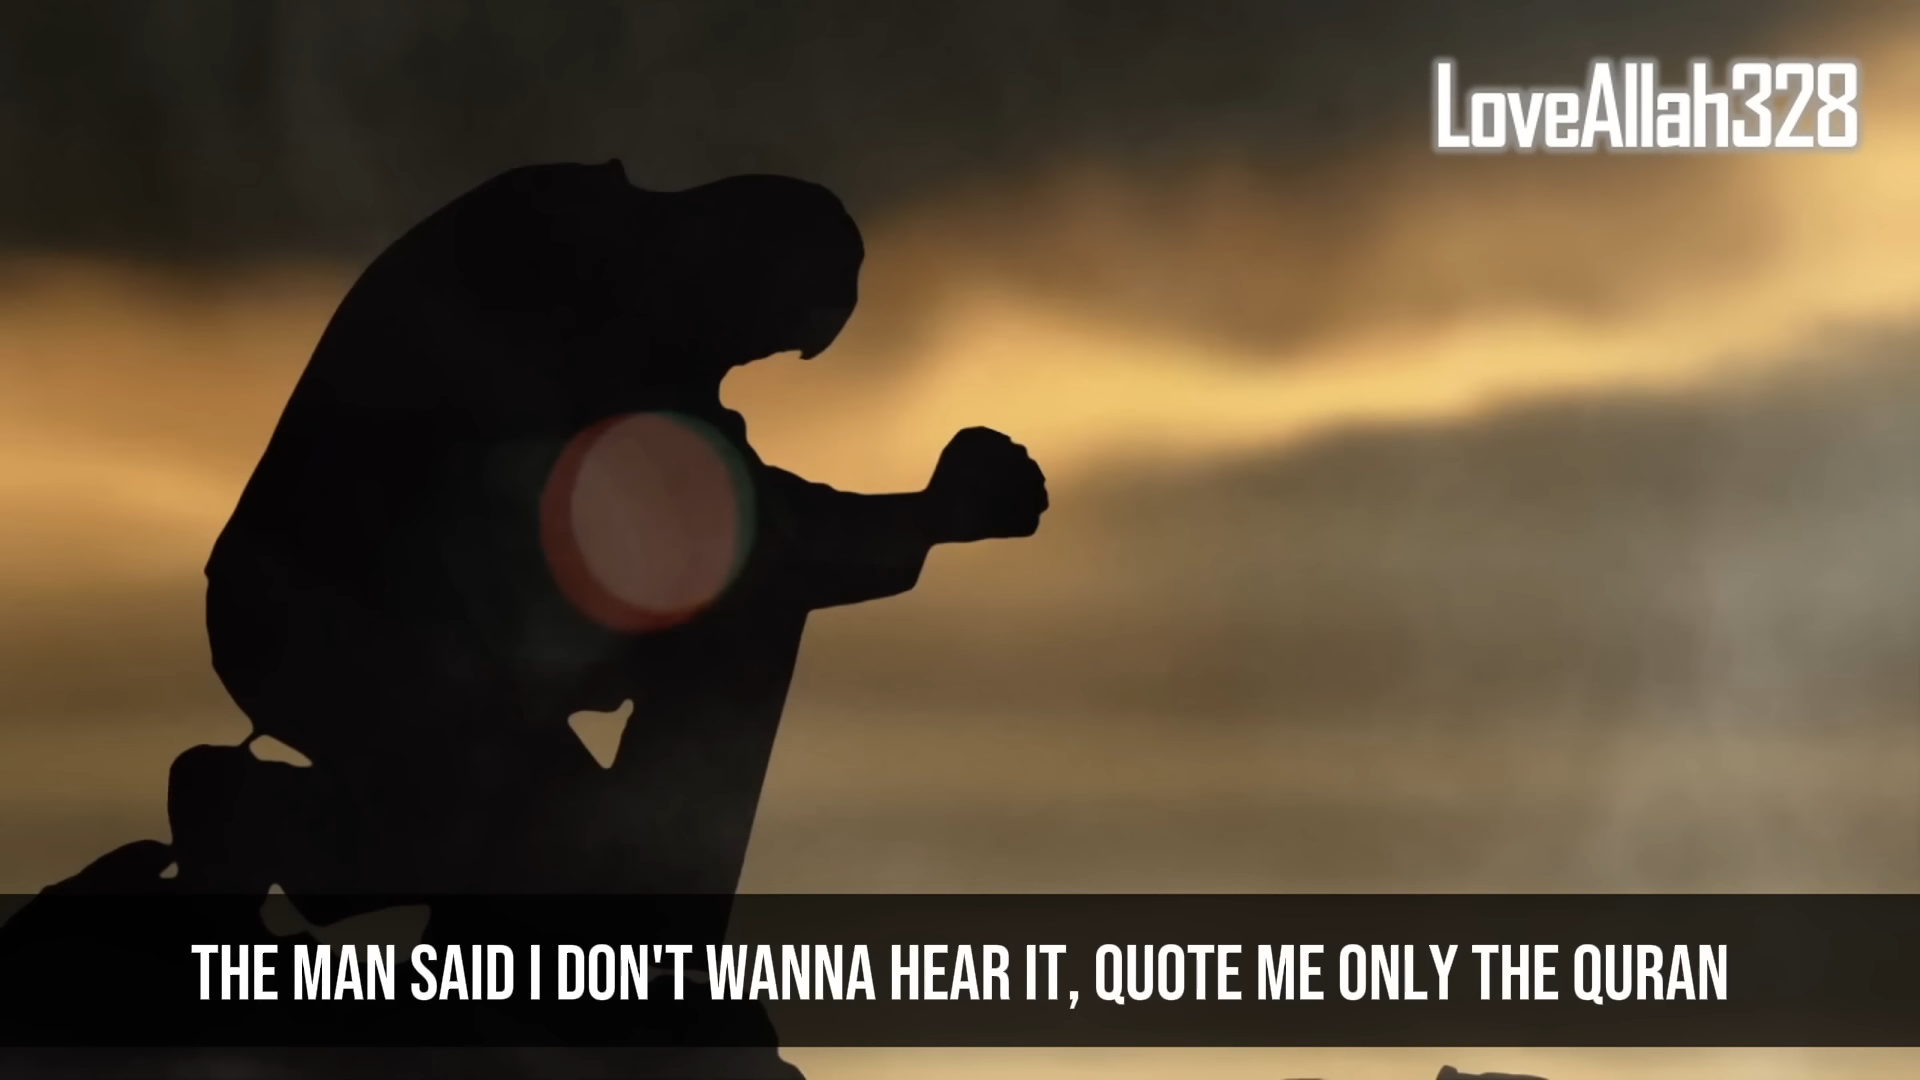 LoveAllah328
THE MAN SAID I DON'T WANNA HEAR IT, QUOTE ME ONLY THE QURAN